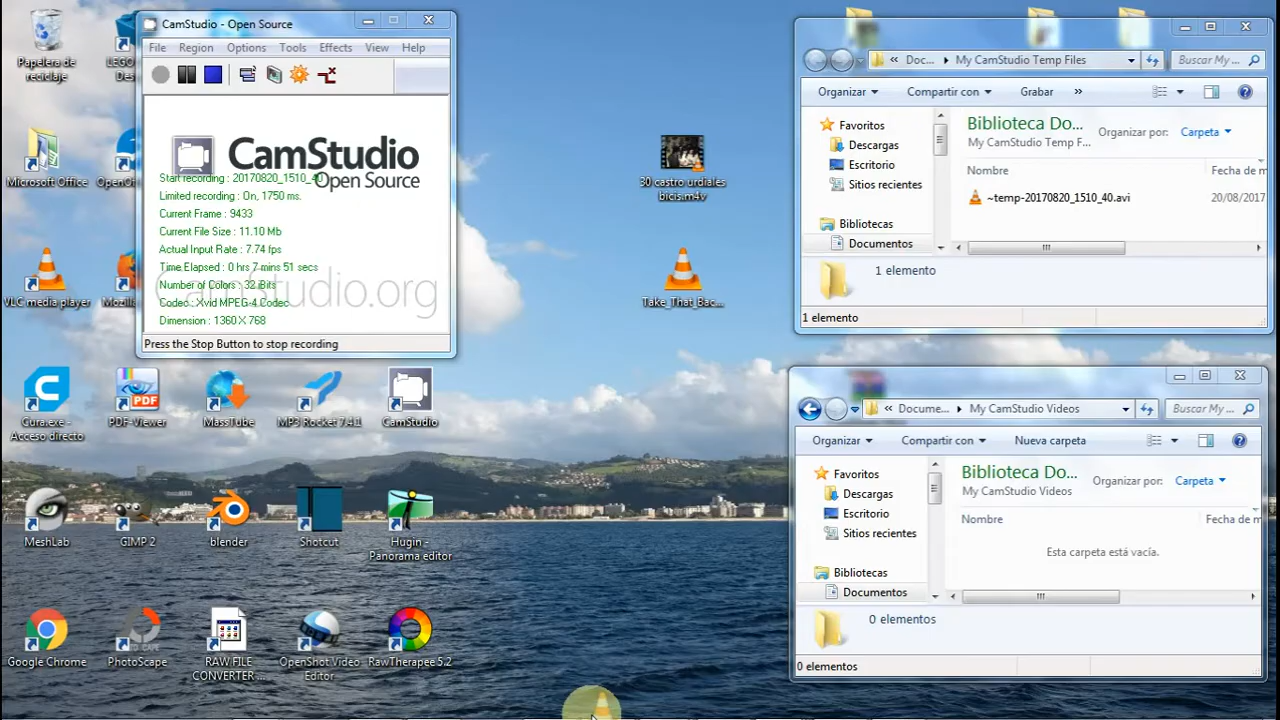 CamStudio - Open Source
File Region Options Tools Effects View Help
CamStudio
Open Source
Start recording : 20170820_1510_40
Limited recording : On, 1750 ms.
Current Frame : 9433
Current File Size : 11.10 Mb
Actual Input Rate : 7.74 fps
Time Elapsed : 0 hrs 7 mins 51 secs
Number of Colors : 32 Bits
CamStudio.org
Codec : Xvid MPEG-4 Codec
Dimension : 1360 X 768
Press the Stop Button to stop recording
Papelera de
reciclaje
LEGO
Des
Microsoft Office
OpenOf
VLC media player
Mozill
Cura.exe -
Acceso directo
PDF-Viewer
MassTube
MP3 Rocket 7.4.1
CamStudio
MeshLab
GIMP 2
blender
Shotcut
Hugin -
Panorama editor
Google Chrome
PhotoScape
RAW FILE
CONVERTER ...
OpenShot Video
Editor
RawTherapee 5.2
30 castro urdiales
bicis.m4v
Take_That_Bac...
« Doc... My CamStudio Temp Files
Buscar My ...
Organizar Compartir con Grabar »
Favoritos
Descargas
Escritorio
Sitios recientes
Bibliotecas
Documentos
Biblioteca Do...
My CamStudio Temp F...
Organizar por: Carpeta
Nombre Fecha de m
~temp-20170820_1510_40.avi 20/08/2017
1 elemento
1 elemento
« Docume... My CamStudio Videos
Buscar My ...
Organizar Compartir con Nueva carpeta
Favoritos
Descargas
Escritorio
Sitios recientes
Bibliotecas
Documentos
Biblioteca Do...
My CamStudio Videos
Organizar por: Carpeta
Nombre Fecha de m
Esta carpeta está vacía.
0 elementos
0 elementos